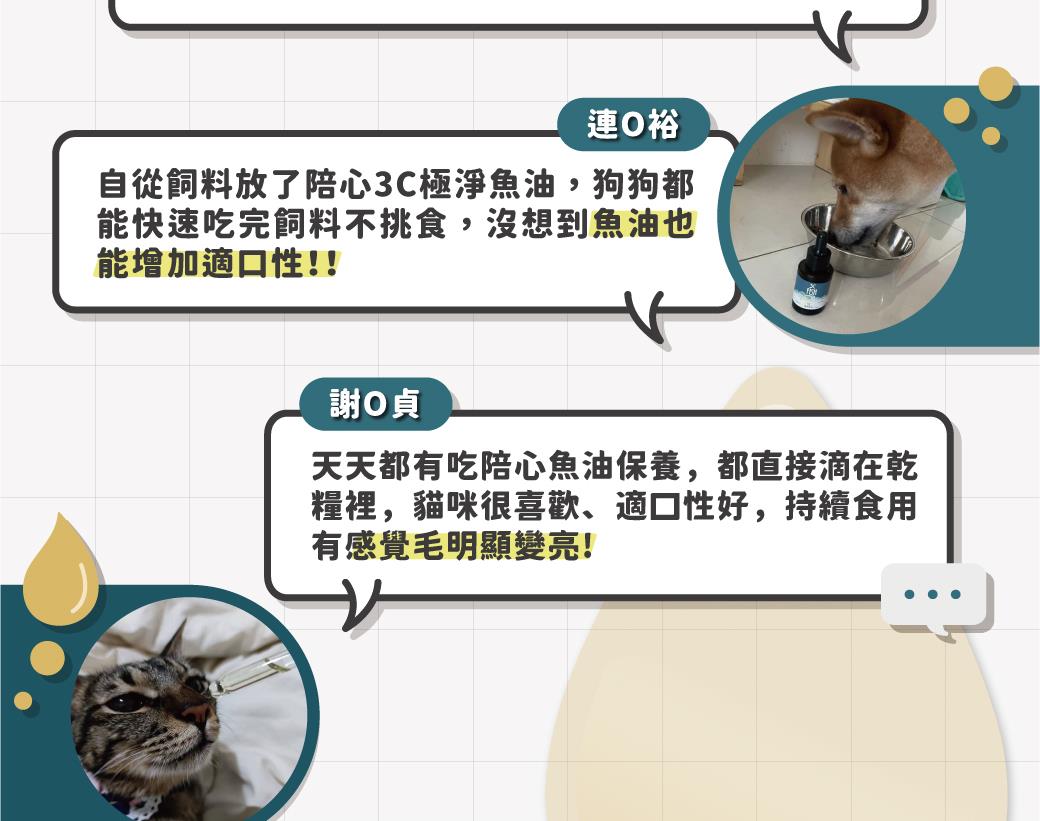 連O裕
自從飼料放了陪心3C極淨魚油，狗狗都
能快速吃完飼料不挑食，沒想到魚油也
能增加適口性!!
謝O貞
天天都有吃陪心魚油保養，都直接滴在乾
糧裡，貓咪很喜歡、適口性好，持續食用
有感覺毛明顯變亮!